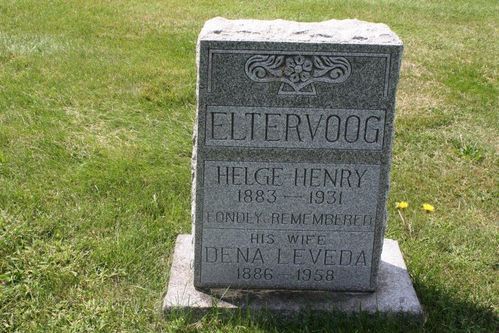 ELTERVOOG
HELGE HENRY
1883 — 1931
FONDLY REMEMBERED
HIS WIFE
DENA LEVEDA
1886 — 1958